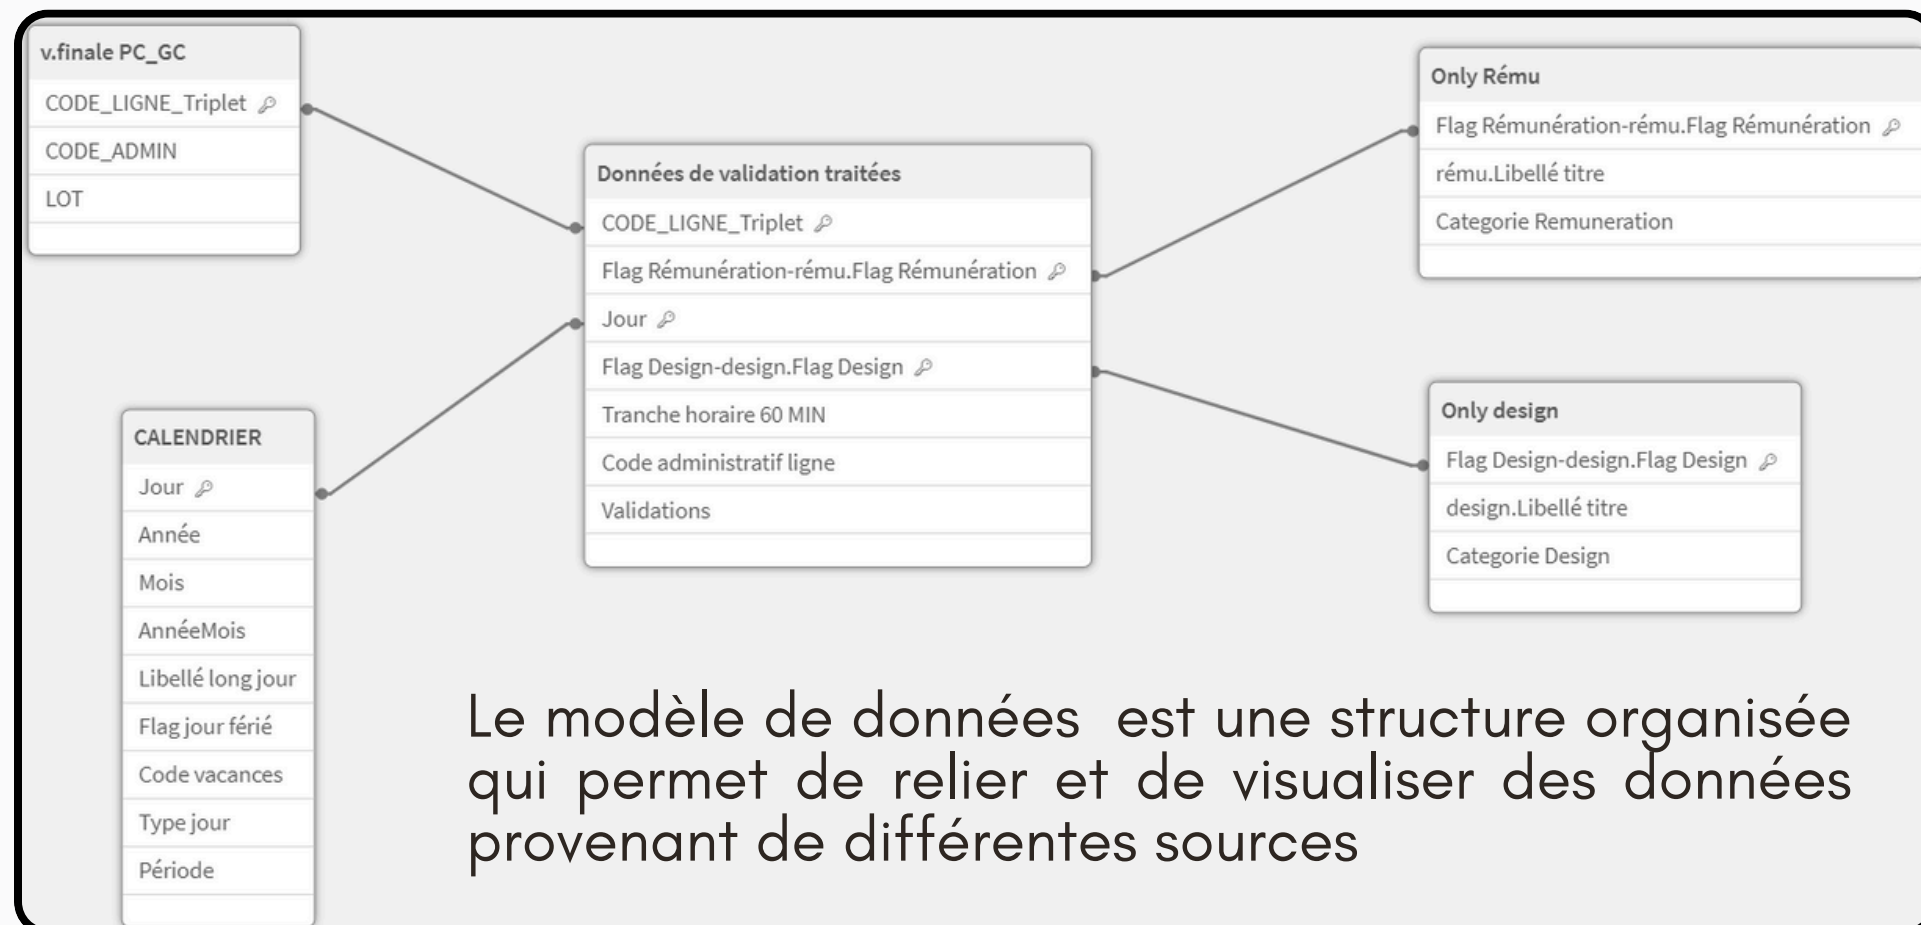 v.finale PC_GC
CODE_LIGNE_Triplet
CODE_ADMIN
LOT
Données de validation traitées
CODE_LIGNE_Triplet
Flag Rémunération-rému.Flag Rémunération
Jour
Flag Design-design.Flag Design
Tranche horaire 60 MIN
Code administratif ligne
Validations
Only Rému
Flag Rémunération-rému.Flag Rémunération
rému.Libellé titre
Categorie Remuneration
CALENDRIER
Jour
Année
Mois
AnnéeMois
Libellé long jour
Flag jour férié
Code vacances
Type jour
Période
Only design
Flag Design-design.Flag Design
design.Libellé titre
Categorie Design
Le modèle de données est une structure organisée
qui permet de relier et de visualiser des données
provenant de différentes sources